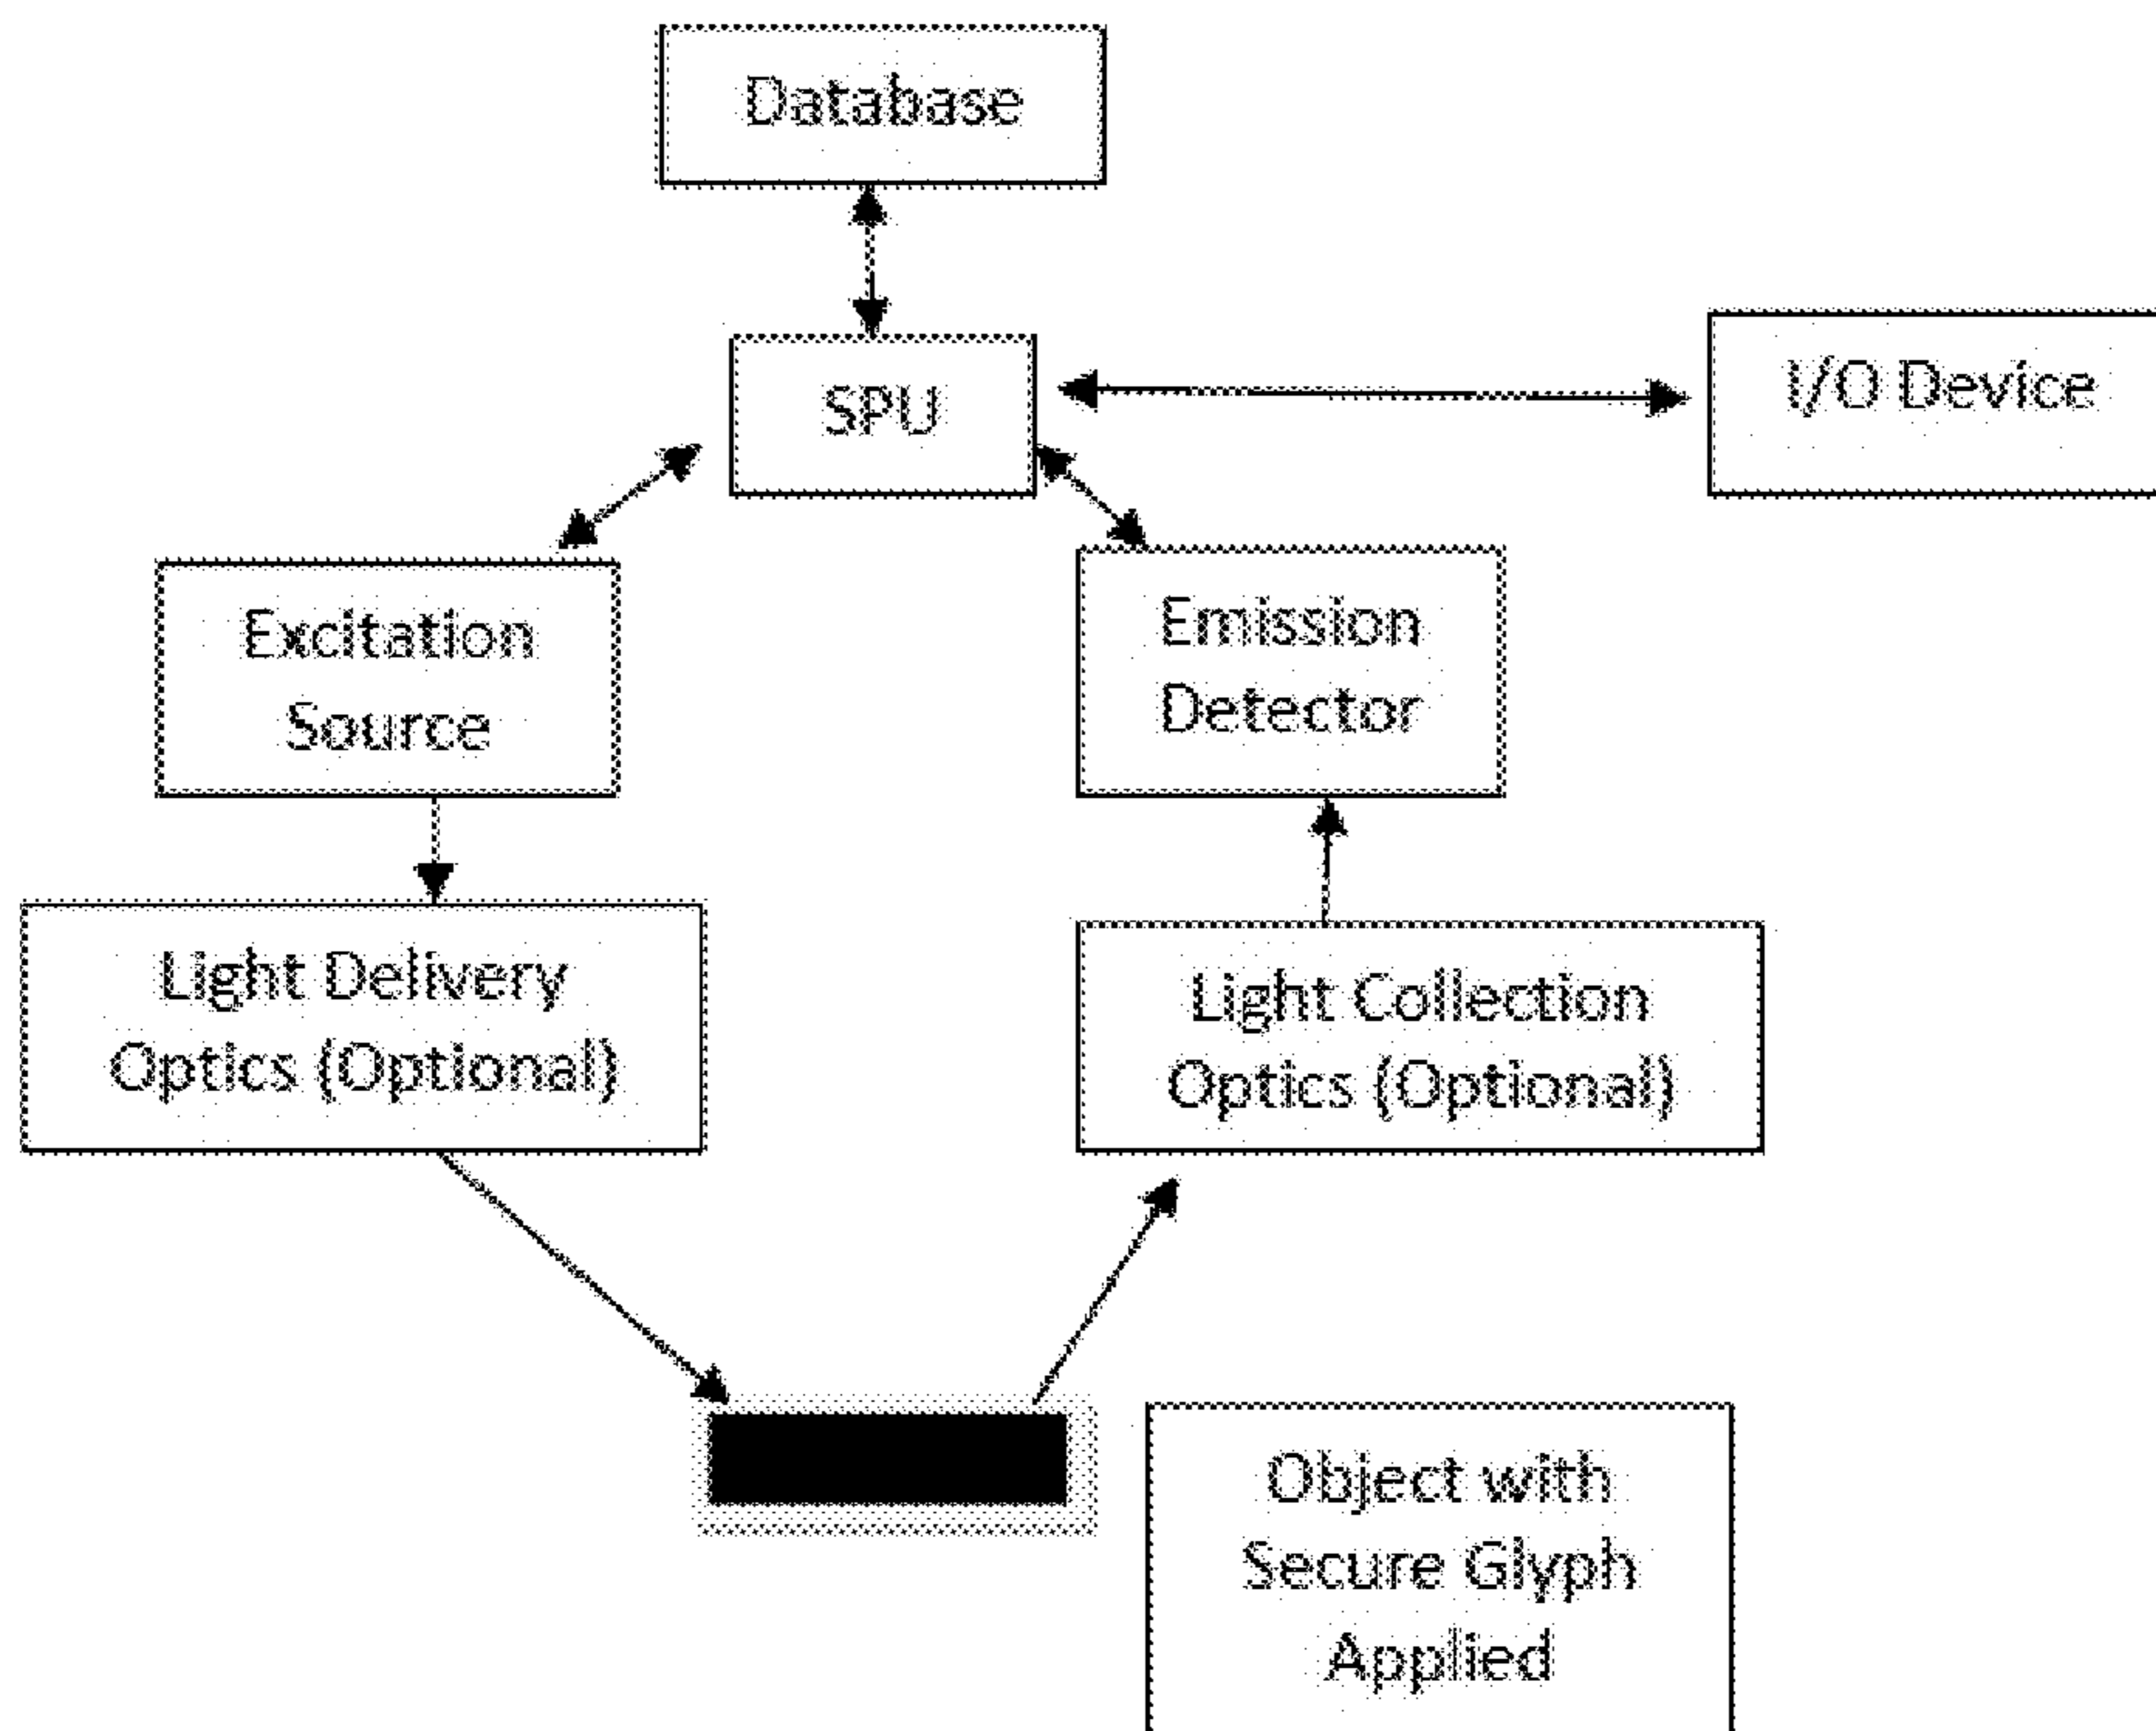 Database
SPU
I/O Device
Excitation
Source
Emission
Detector
Light Delivery
Optics (Optional)
Light Collection
Optics (Optional)
Object with
Secure Glyph
Applied